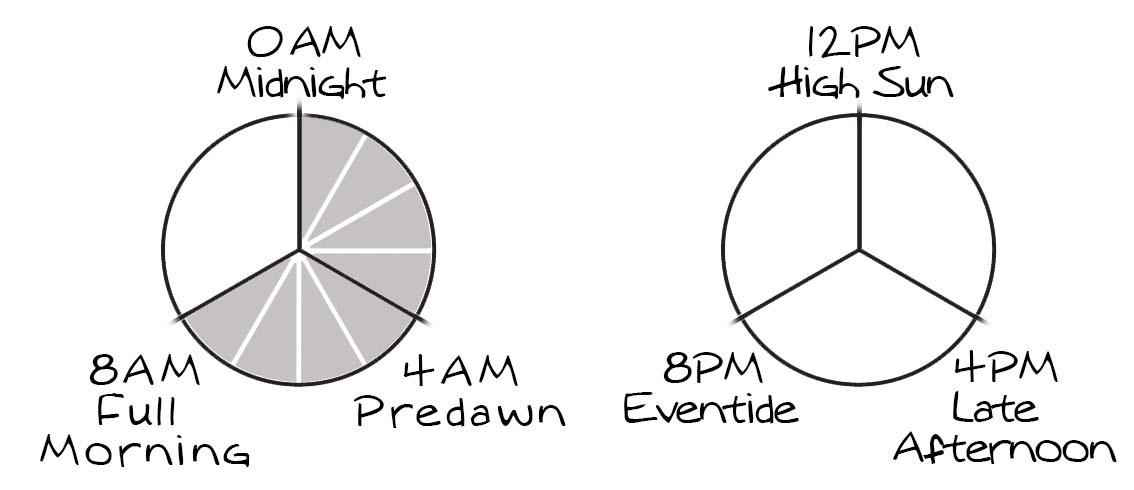 0AM
Midnight
12PM
High Sun
8AM
Full
Morning
4AM
Predawn
8PM
Eventide
4PM
Late
Afternoon